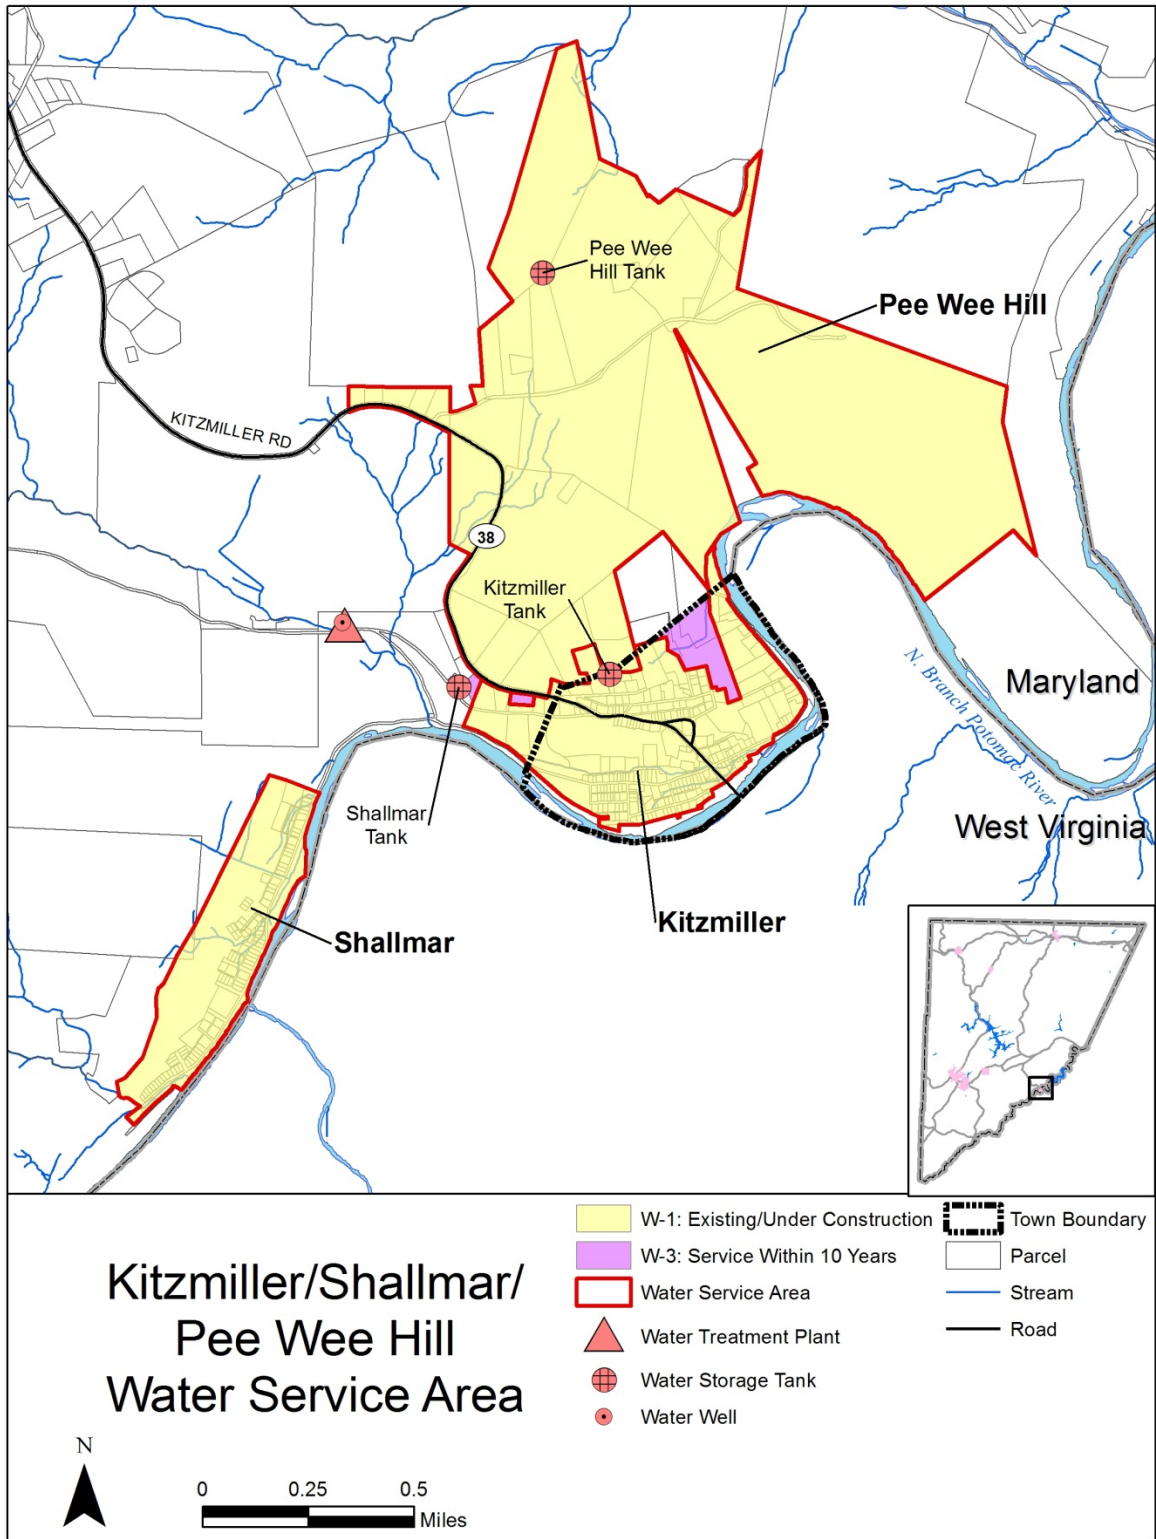 Pee Wee
Hill Tank
Pee Wee Hill
KITZMILLER RD
38
Kitzmiller
Tank
N. Branch Potomac River
Maryland
West Virginia
Shallmar
Tank
Kitzmiller
Shallmar
Kitzmiller/Shallmar/
Pee Wee Hill
Water Service Area
N
0 0.25 0.5
Miles
W-1: Existing/Under Construction
W-3: Service Within 10 Years
Water Service Area
Water Treatment Plant
Water Storage Tank
Water Well
Town Boundary
Parcel
Stream
Road